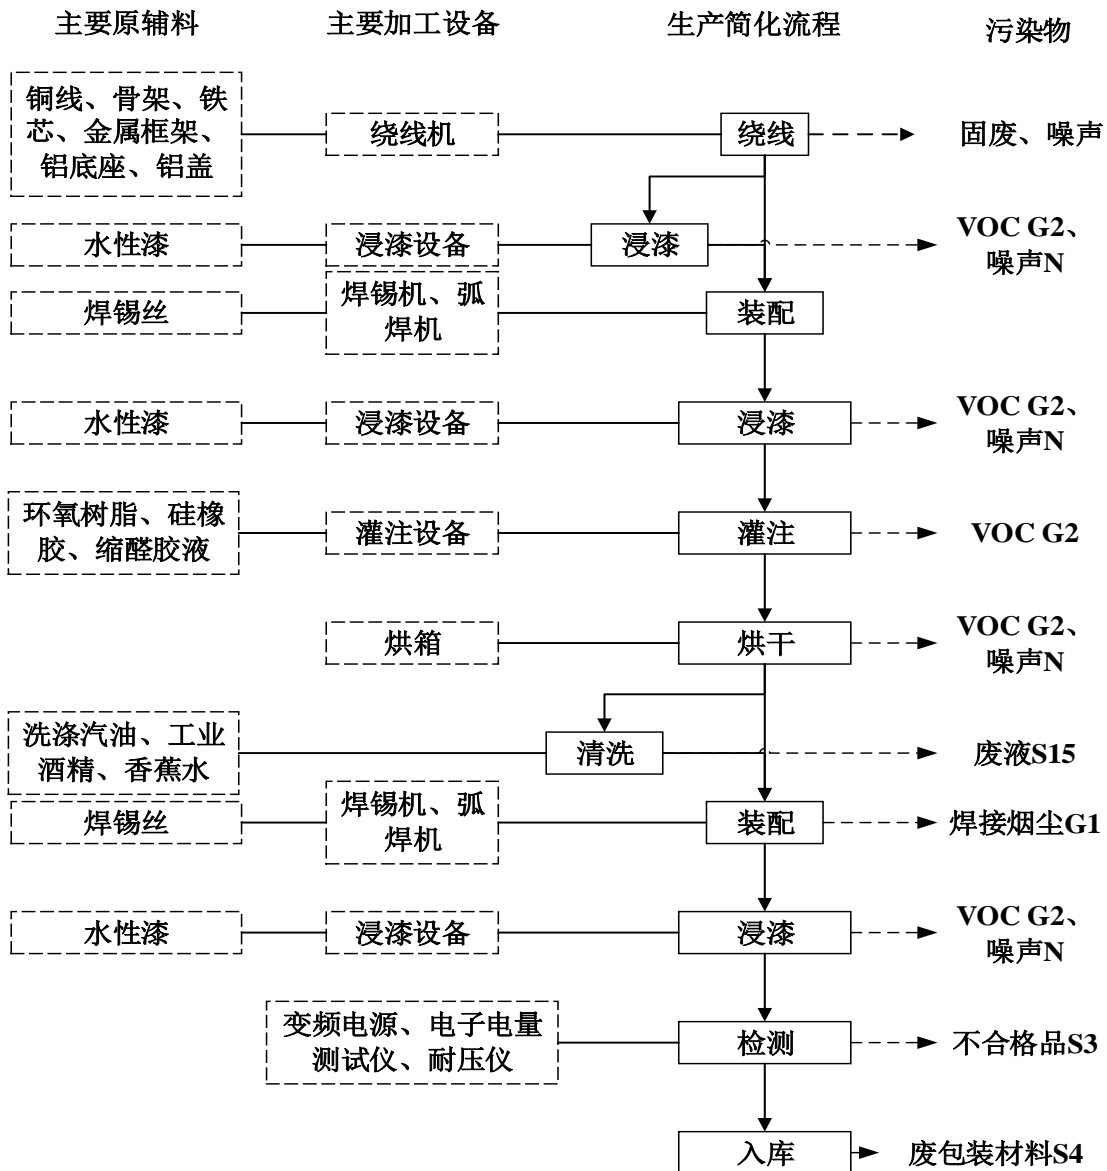 主要原辅料
主要加工设备
生产简化流程
污染物
铜线、骨架、铁
芯、金属框架、
铝底座、铝盖
绕线机
绕线
固废、噪声
水性漆
浸漆设备
浸漆
VOC G2、
噪声N
焊锡丝
焊锡机、弧
焊机
装配
水性漆
浸漆设备
浸漆
VOC G2、
噪声N
环氧树脂、硅橡
胶、缩醛胶液
灌注设备
灌注
VOC G2
烘箱
烘干
VOC G2、
噪声N
洗涤汽油、工业
酒精、香蕉水
清洗
废液S15
焊锡丝
焊锡机、弧
焊机
装配
焊接烟尘G1
水性漆
浸漆设备
浸漆
VOC G2、
噪声N
变频电源、电子电量
测试仪、耐压仪
检测
不合格品S3
入库
废包装材料S4